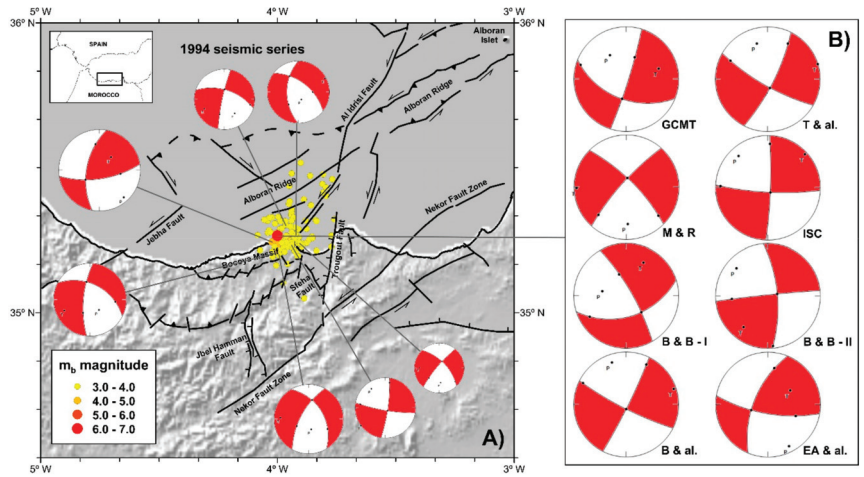 36° N
1994 seismic series
SPAIN
MOROCCO
Alboran
Islet
Al Idrisi Fault
Alboran Ridge
Alboran Ridge
Nekor Fault Zone
Jebha Fault
Bocoya Massif
Trougout Fault
Sfeha
Fault
35° N
35° N
Jbel Hamman
Fault
Nekor Fault Zone
mb magnitude
3.0 - 4.0
4.0 - 5.0
5.0 - 6.0
6.0 - 7.0
A)
5° W
4° W
3° W
36° N
5° W
4° W
3° W
B)
P
T
GCMT
T & al.
M & R
ISC
B & B - I
B & B - II
B & al.
EA & al.